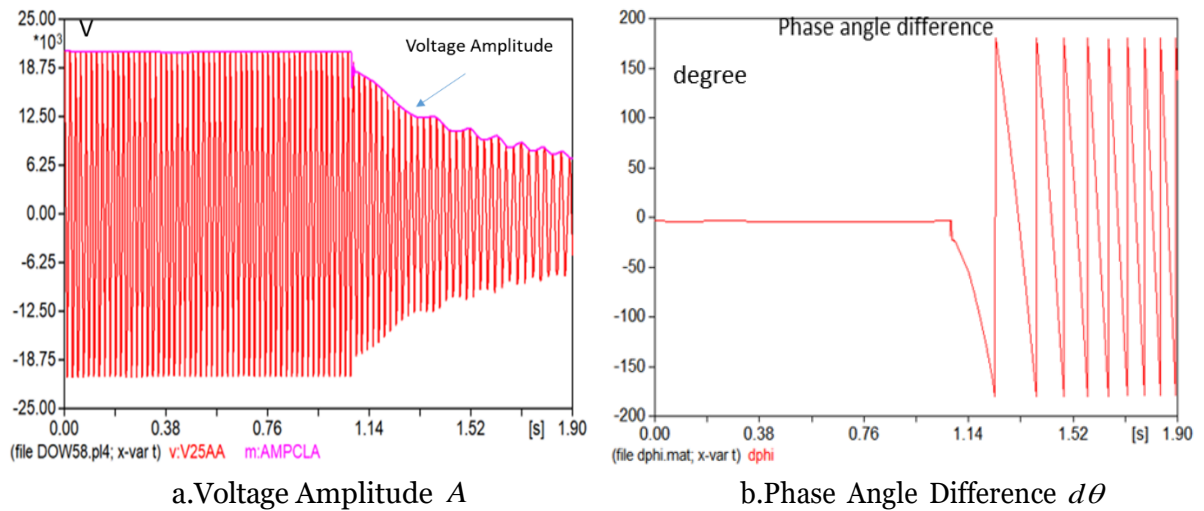 25.00
V
*10³
18.75
12.50
6.25
0.00
-6.25
-12.50
-18.75
-25.00
Voltage Amplitude
0.00 0.38 0.76 1.14 1.52 [s] 1.90
(file DOW58.pl4; x-var t) v:V25AA m:AMPCLA
a.Voltage Amplitude A
200
150
100
50
0
-50
-100
-150
-200
Phase angle difference
degree
0.00 0.38 0.76 1.14 1.52 [s] 1.90
(file dphi.mat; x-var t) dphi
b.Phase Angle Difference dθ